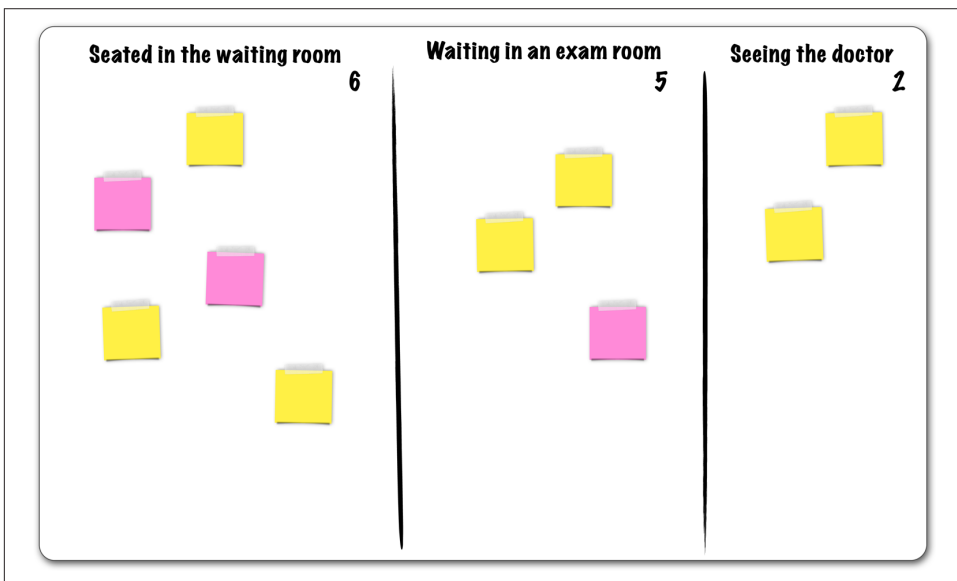 Seated in the waiting room
6
Waiting in an exam room
5
Seeing the doctor
2